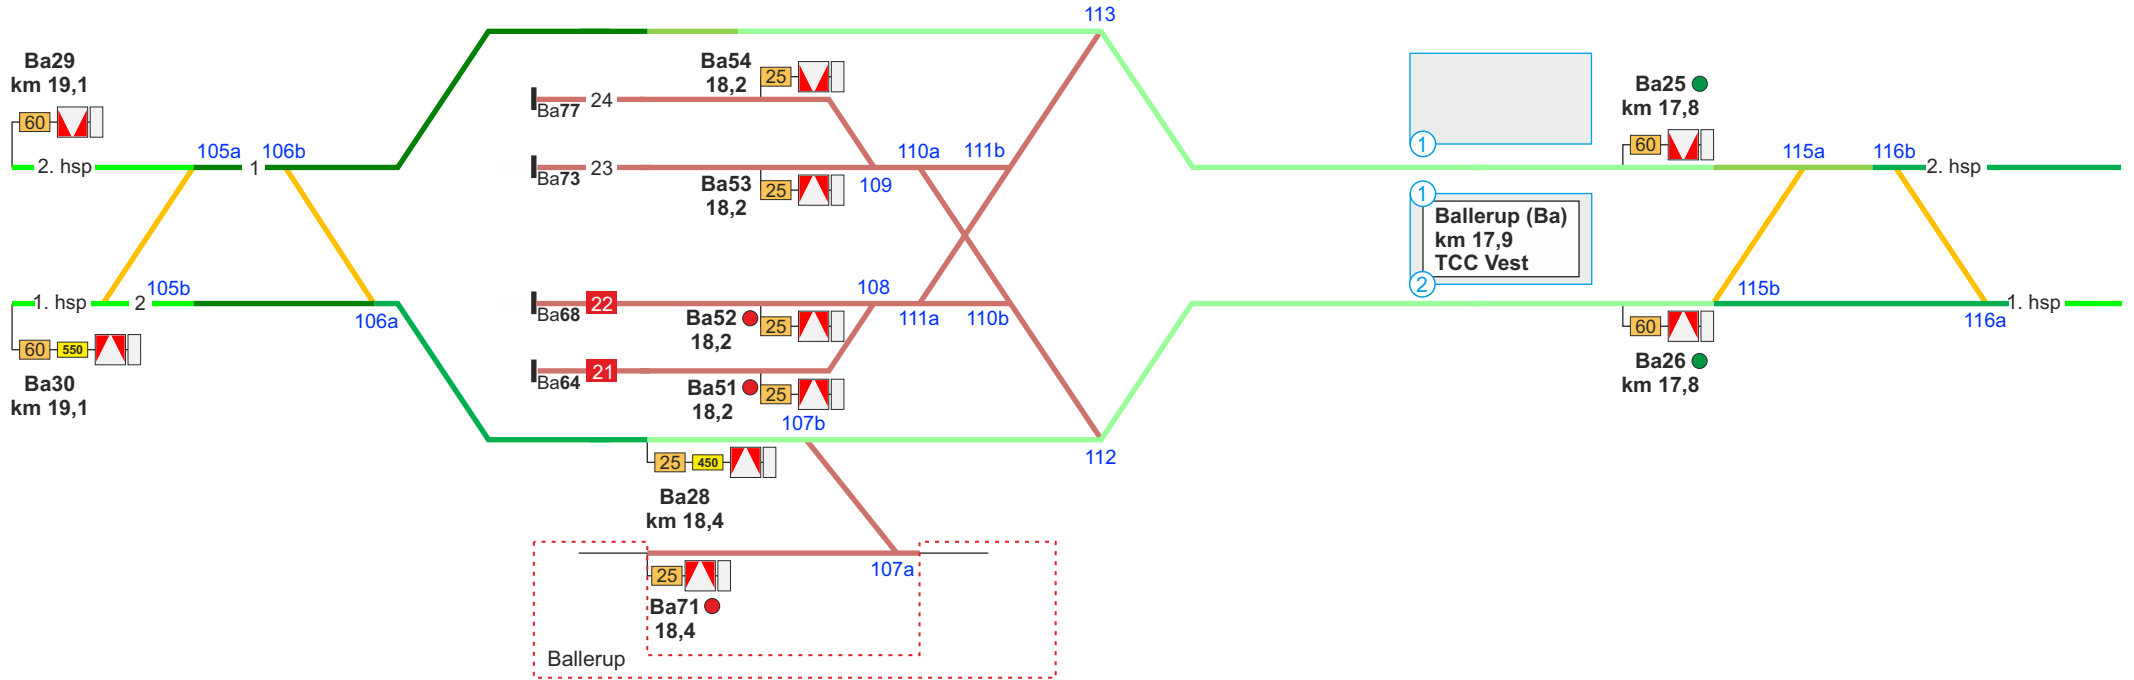 113
Ba29
km 19,1
60
2. hsp
105a
106b
1
Ba54
18,2
25
Ba77
24
Ba73
23
Ba53
18,2
25
109
110a
111b
1
Ba25
km 17,8
60
115a
116b
2. hsp
1
Ballerup (Ba)
km 17,9
TCC Vest
2
1. hsp
2
105b
106a
60
550
Ba30
km 19,1
Ba68
22
Ba52
18,2
25
108
111a
110b
Ba64
21
Ba51
18,2
25
107b
112
25
450
Ba28
km 18,4
115b
116a
1. hsp
60
Ba26
km 17,8
107a
25
Ba71
18,4
Ballerup